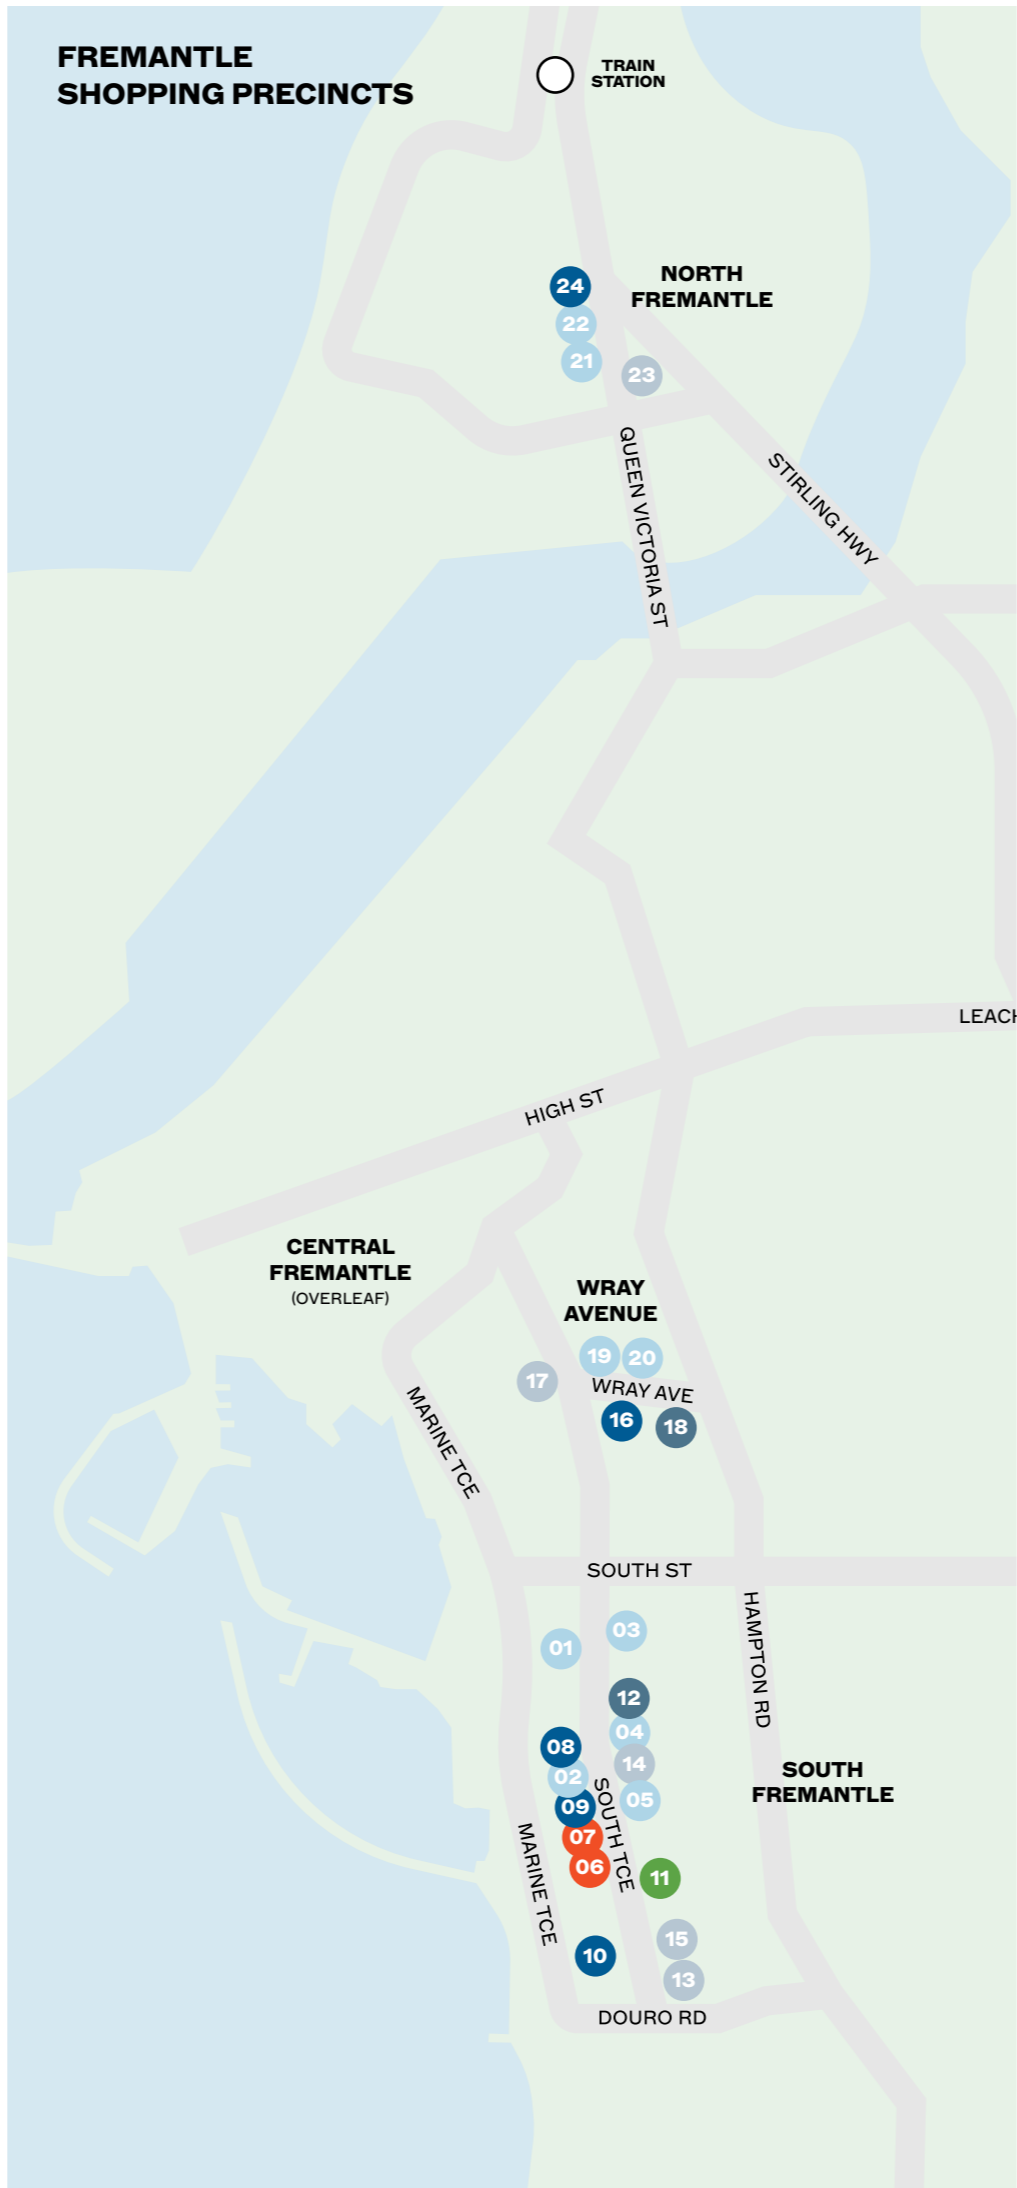 FREMANTLE
SHOPPING PRECINCTS
TRAIN
STATION
NORTH
FREMANTLE
24
22
21
23
QUEEN VICTORIA ST
STIRLING HWY
LEACH
HIGH ST
CENTRAL
FREMANTLE
(OVERLEAF)
WRAY
AVENUE
19
20
17
WRAY AVE
16
18
MARINE TCE
SOUTH ST
HAMPTON RD
03
01
12
04
08
14
02
05
09
SOUTH TCE
07
06
11
SOUTH
FREMANTLE
MARINE TCE
15
10
13
DOURO RD